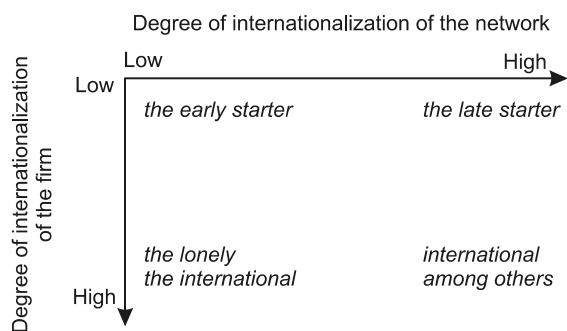 Degree of internationalization of the network
Low
High
Low
the early starter
the late starter
Degree of internationalization
of the firm
the lonely
the international
international
among others
High